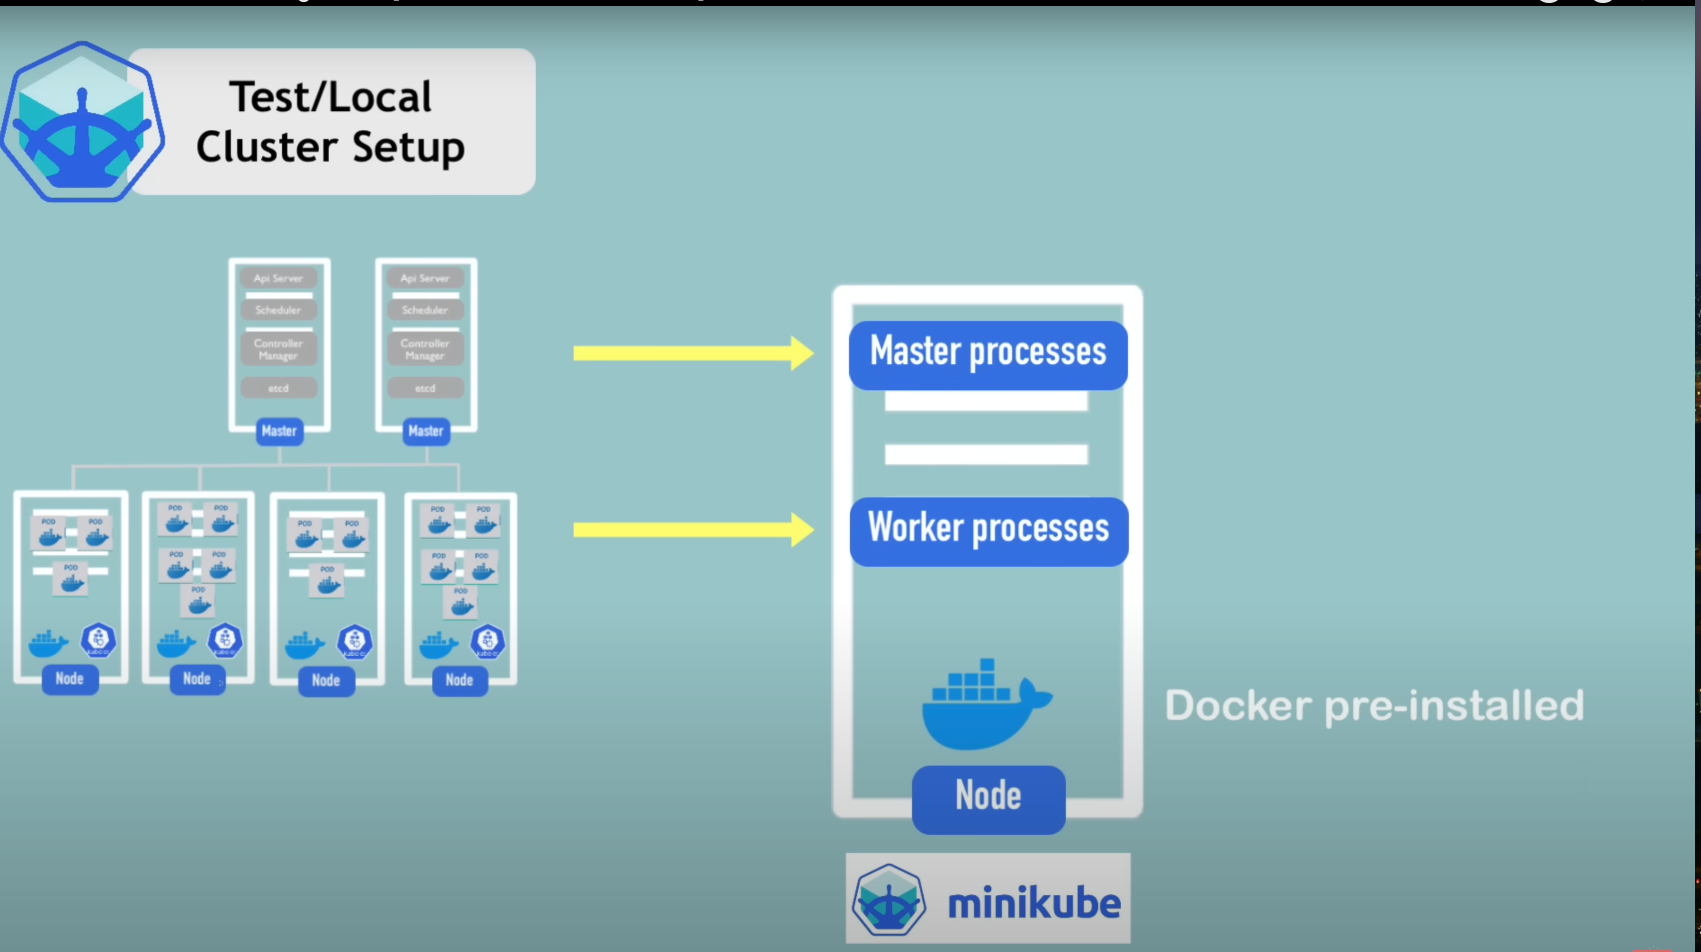 Test/Local
Cluster Setup
Api Server
Scheduler
Controller
Manager
etcd
Master
Api Server
Scheduler
Controller
Manager
etcd
Master
POD
POD
POD
Node
POD
POD
POD
POD
POD
Node
POD
POD
POD
Node
POD
POD
POD
POD
POD
Node
Master processes
Worker processes
Node
Docker pre-installed
minikube